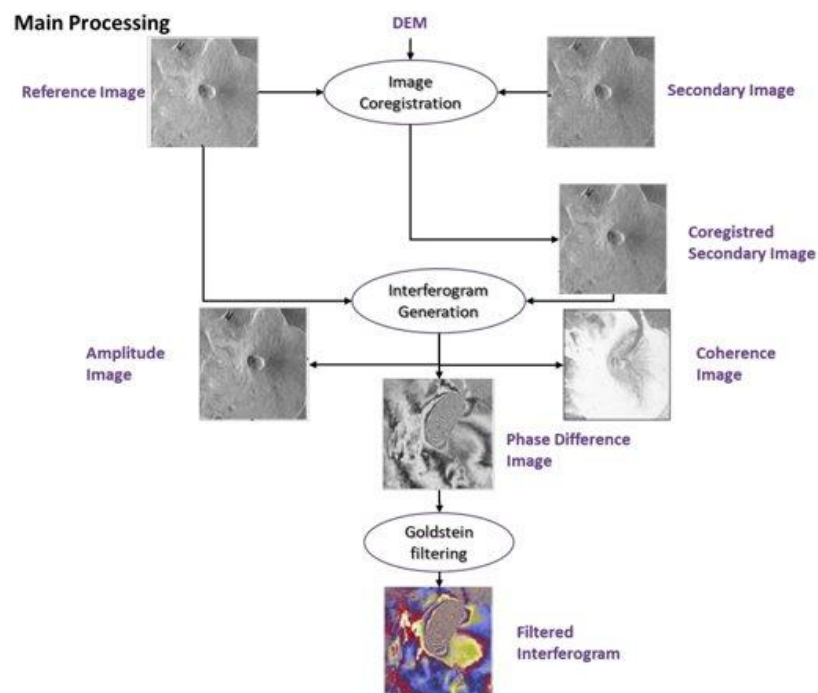 Main Processing
DEM
Reference Image
Image
Coregistration
Secondary Image
Coregistred
Secondary Image
Interferogram
Generation
Amplitude
Image
Coherence
Image
Phase Difference
Image
Goldstein
filtering
Filtered
Interferogram